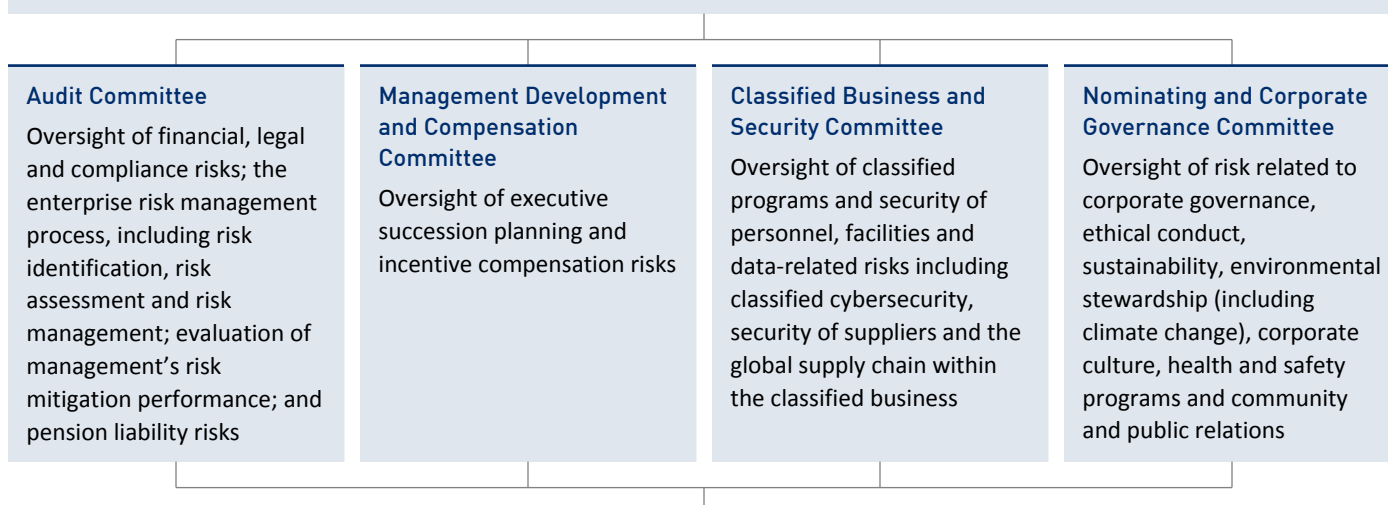 Audit Committee
Oversight of financial, legal
and compliance risks; the
enterprise risk management
process, including risk
identification, risk
assessment and risk
management; evaluation of
management’s risk
mitigation performance; and
pension liability risks
Management Development
and Compensation
Committee
Oversight of executive
succession planning and
incentive compensation risks
Classified Business and
Security Committee
Oversight of classified
programs and security of
personnel, facilities and
data-related risks including
classified cybersecurity,
security of suppliers and the
global supply chain within
the classified business
Nominating and Corporate
Governance Committee
Oversight of risk related to
corporate governance,
ethical conduct,
sustainability, environmental
stewardship (including
climate change), corporate
culture, health and safety
programs and community
and public relations